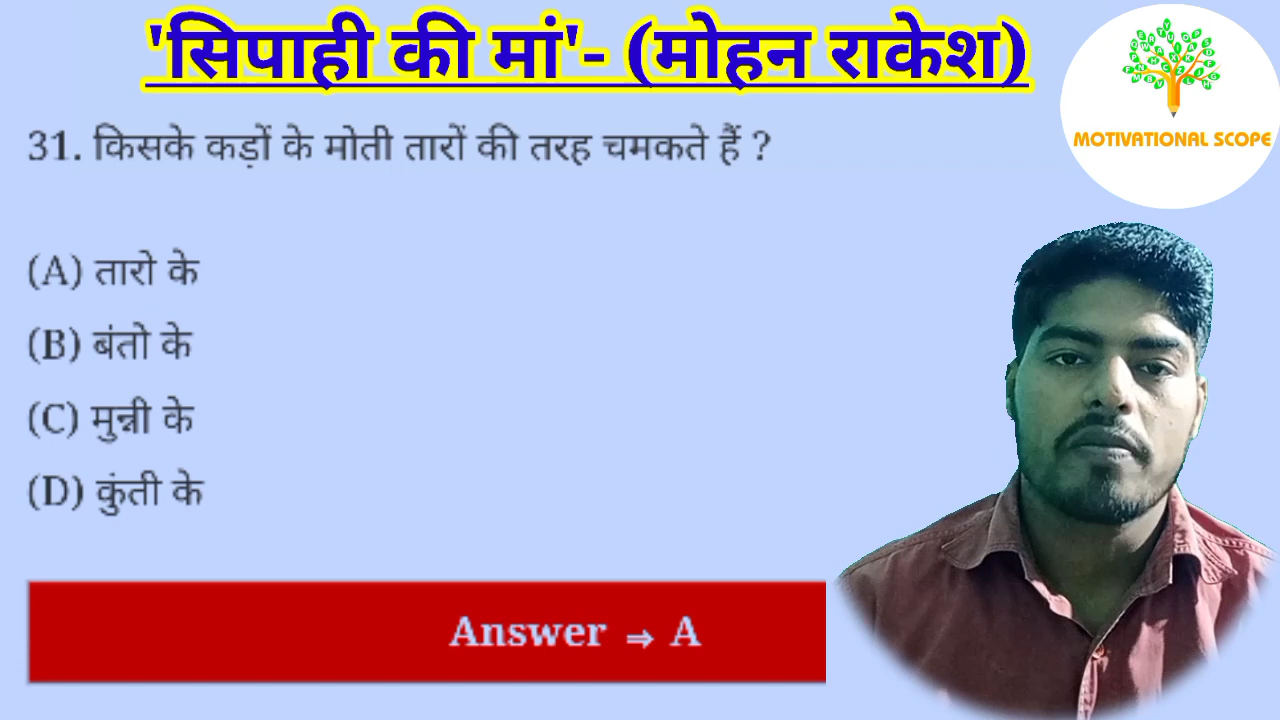 'सिपाही की मां'- (मोहन राकेश)
MOTIVATIONAL SCOPE
31. किसके कड़ों के मोती तारों की तरह चमकते हैं ?
(A) तारो के
(B) बंतो के
(C) मुन्नी के
(D) कुंती के
Answer ⇒ A